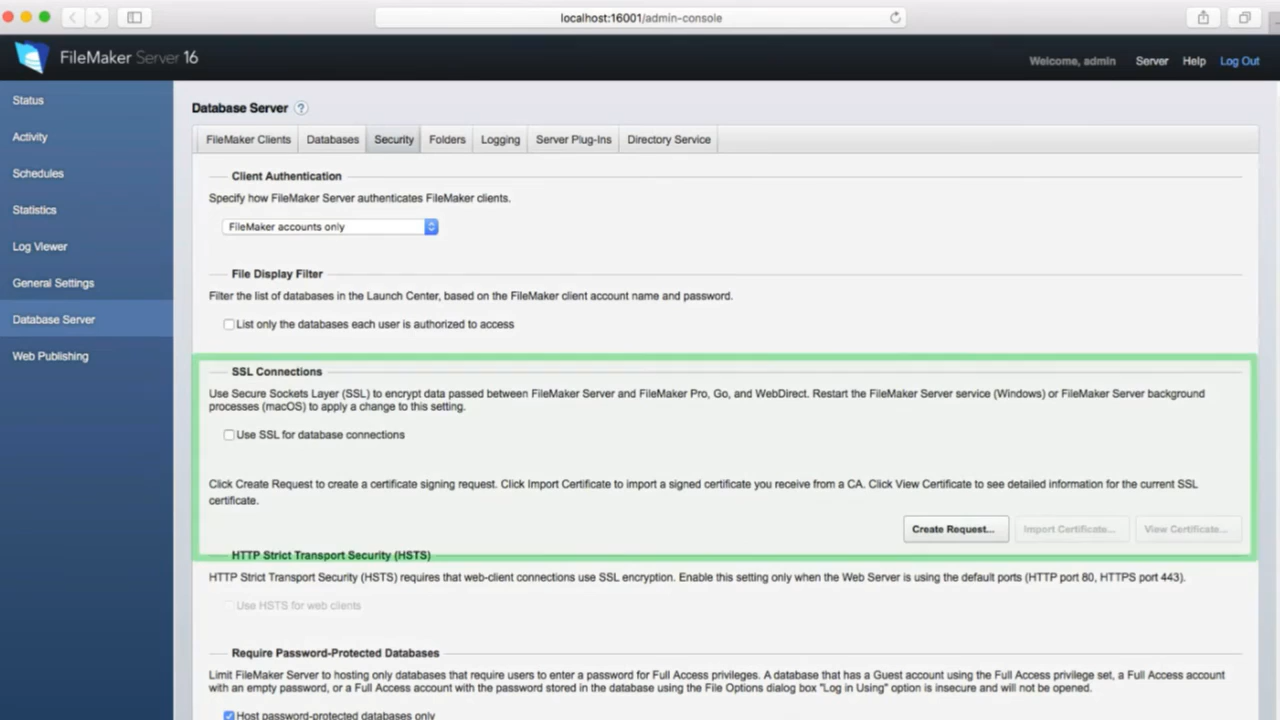 localhost:16001/admin-console
FileMaker Server 16
Welcome, admin Server Help Log Out
Status
Activity
Schedules
Statistics
Log Viewer
General Settings
Database Server
Web Publishing
Database Server ?
FileMaker Clients Databases Security Folders Logging Server Plug-Ins Directory Service
Client Authentication
Specify how FileMaker Server authenticates FileMaker clients.
FileMaker accounts only
File Display Filter
Filter the list of databases in the Launch Center, based on the FileMaker client account name and password.
List only the databases each user is authorized to access
SSL Connections
Use Secure Sockets Layer (SSL) to encrypt data passed between FileMaker Server and FileMaker Pro, Go, and WebDirect. Restart the FileMaker Server service (Windows) or FileMaker Server background
processes (macOS) to apply a change to this setting.
Use SSL for database connections
Click Create Request to create a certificate signing request. Click Import Certificate to import a signed certificate you receive from a CA. Click View Certificate to see detailed information for the current SSL
certificate.
Create Request... Import Certificate... View Certificate...
HTTP Strict Transport Security (HSTS)
HTTP Strict Transport Security (HSTS) requires that web-client connections use SSL encryption. Enable this setting only when the Web Server is using the default ports (HTTP port 80, HTTPS port 443).
Use HSTS for web clients
Require Password-Protected Databases
Limit FileMaker Server to hosting only databases that require users to enter a password for Full Access privileges. A database that has a Guest account using the Full Access privilege set, a Full Access account
with an empty password, or a Full Access account with the password stored in the database using the File Options dialog box "Log in Using" option is insecure and will not be opened.
Host password-protected databases only